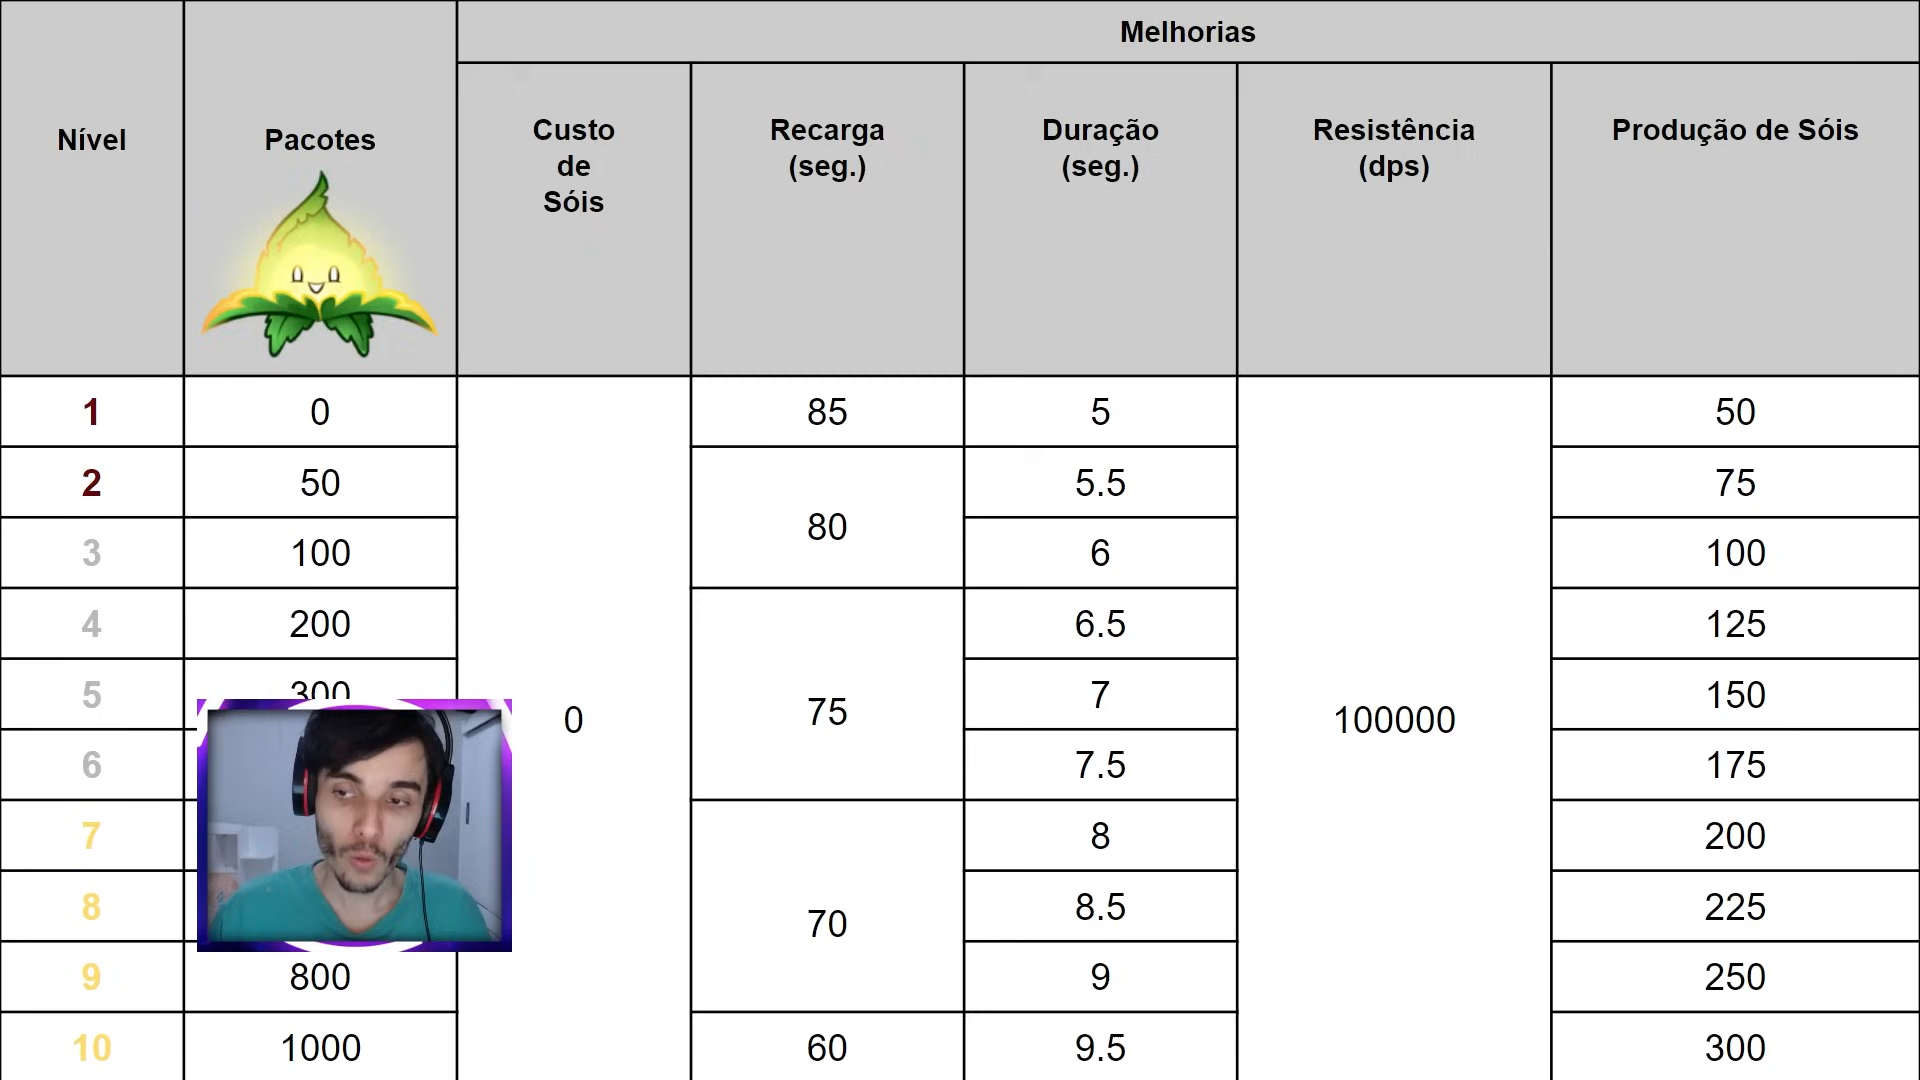 Melhorias
Nível
Pacotes
Custo
de
Sóis
Recarga
(seg.)
Duração
(seg.)
Resistência
(dps)
Produção de Sóis
1 0 85 5 50
2 50 80 5.5 75
3 100 6 100
4 200 6.5 125
5 300 0 75 7 100000 150
6 7.5 175
7 8 200
8 70 8.5 225
9 800 9 250
10 1000 60 9.5 300